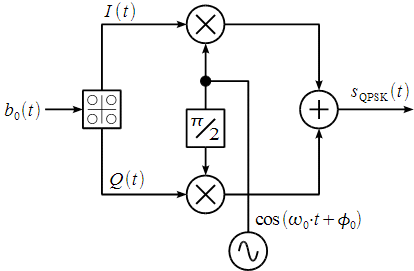 I(t)
b₀(t)
π/2
s_QPSK(t)
Q(t)
cos(ω₀·t+ϕ₀)